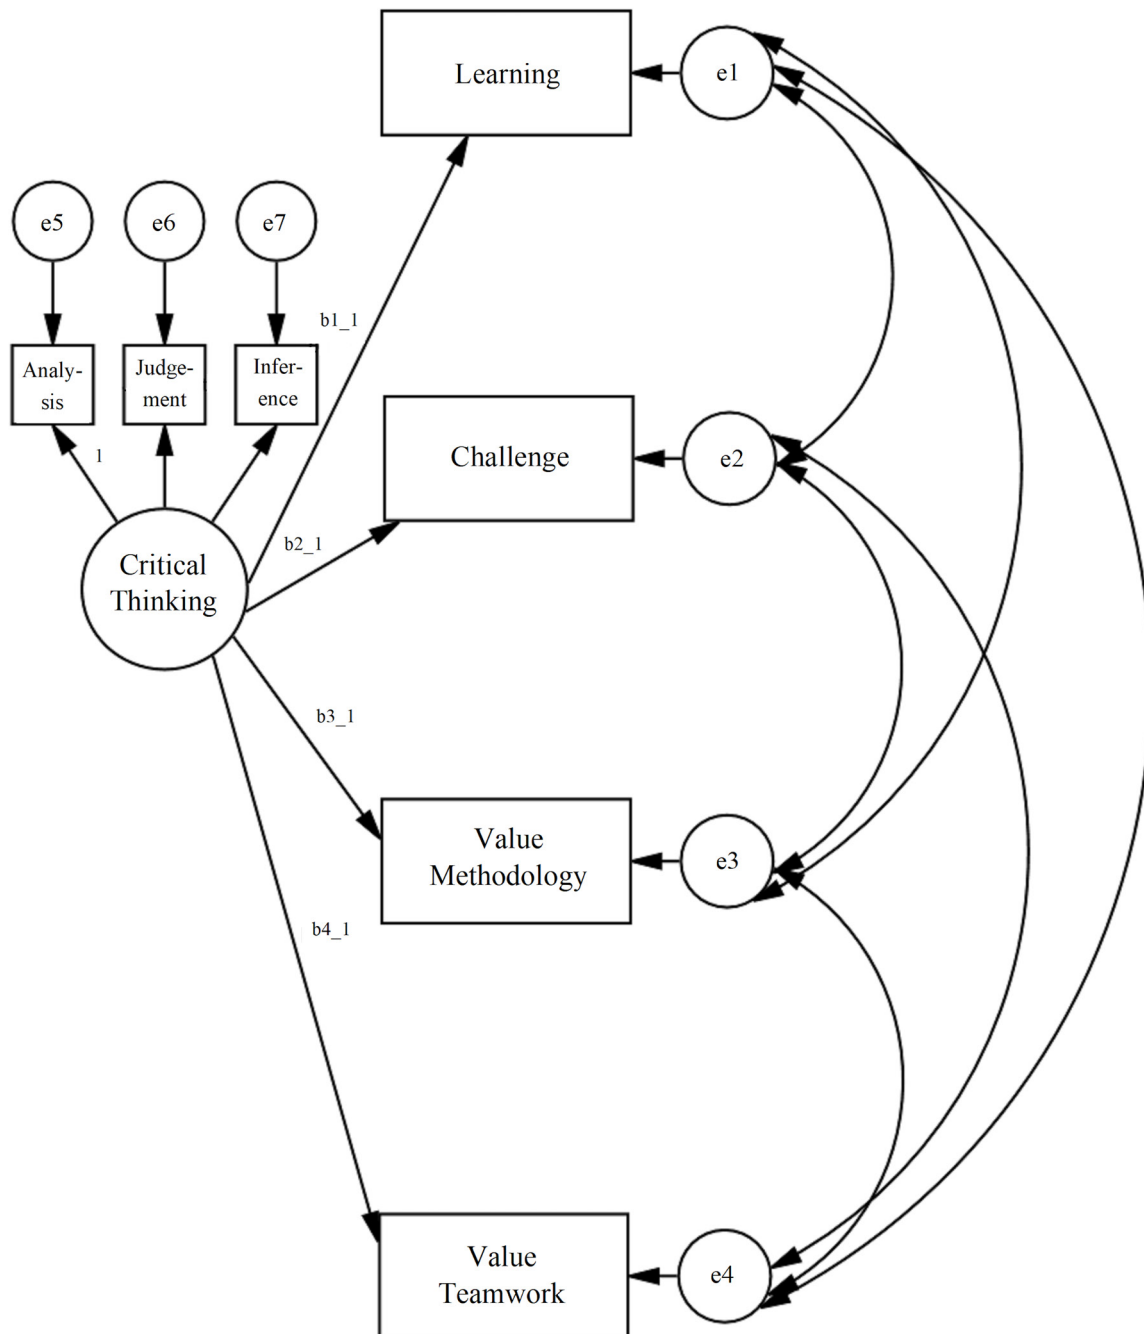 Learning
e1
e5
e6
e7
b1_1
Analy-
sis
Judge-
ment
Infer-
ence
1
Challenge
e2
b2_1
Critical
Thinking
b3_1
Value
Methodology
e3
b4_1
Value
Teamwork
e4